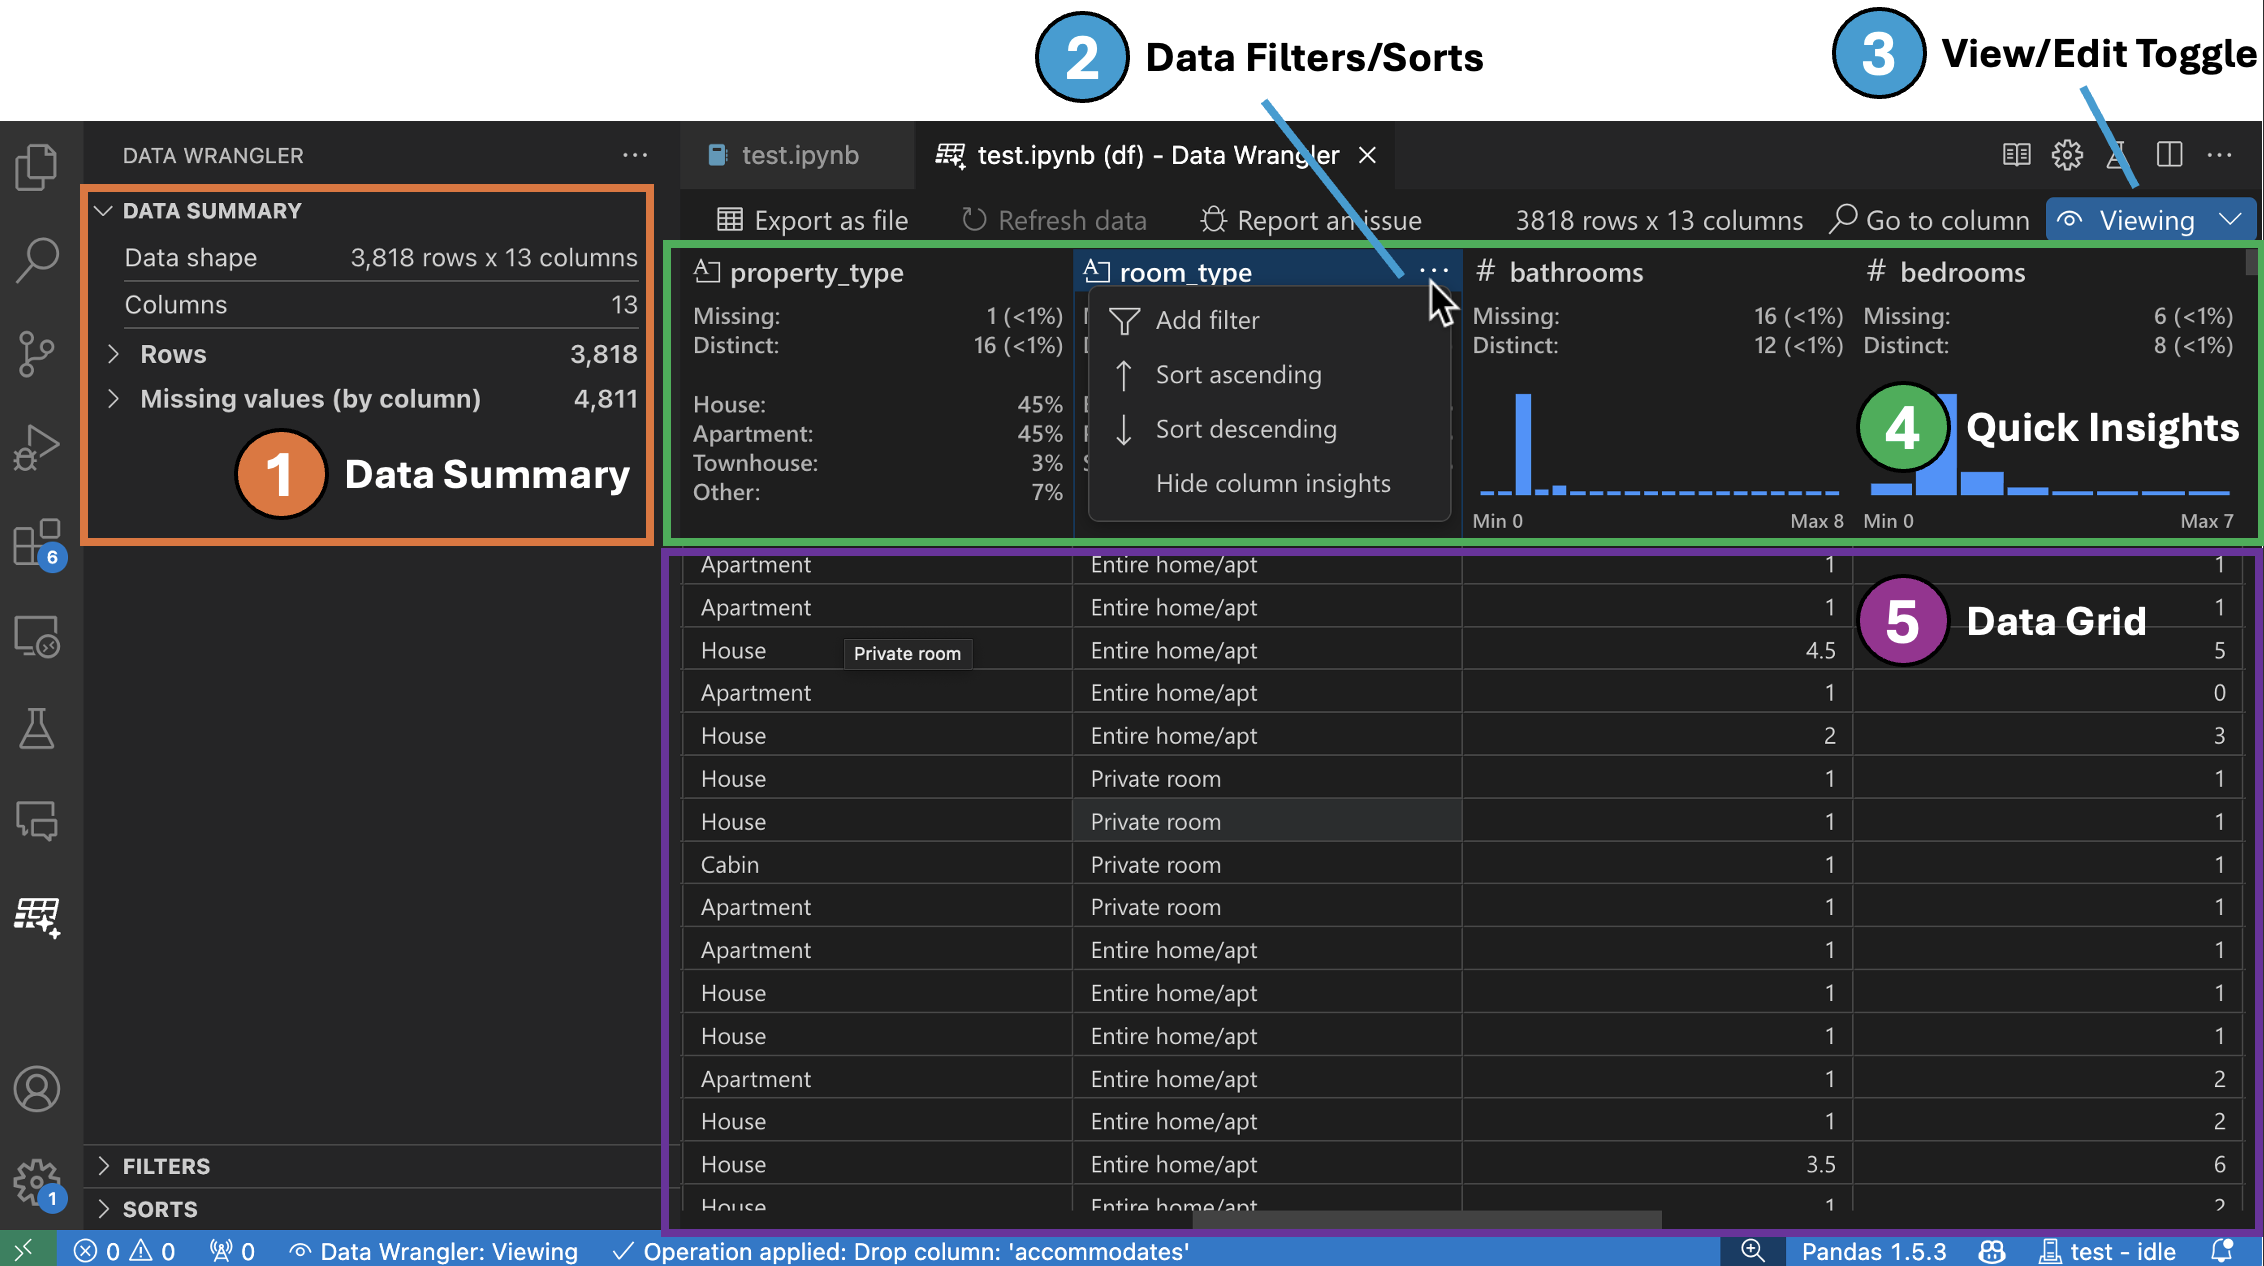 2 Data Filters/Sorts
3 View/Edit Toggle
DATA WRANGLER ...
test.ipynb
test.ipynb (df) - Data Wrangler
DATA SUMMARY
Data shape 3,818 rows x 13 columns
Columns 13
Rows 3,818
Missing values (by column) 4,811
1 Data Summary
Export as file Refresh data Report an issue 3818 rows x 13 columns Go to column Viewing
property_type
Missing: 1 (<1%)
Distinct: 16 (<1%)
House: 45%
Apartment: 45%
Townhouse: 3%
Other: 7%
room_type ...
Add filter
Sort ascending
Sort descending
Hide column insights
# bathrooms
Missing: 16 (<1%)
Distinct: 12 (<1%)
Min 0 Max 8
# bedrooms
Missing: 6 (<1%)
Distinct: 8 (<1%)
Min 0 Max 7
4 Quick Insights
5 Data Grid
Apartment Entire home/apt 1 1
Apartment Entire home/apt 1 1
House Entire home/apt 4.5 5
Private room
Apartment Entire home/apt 1 0
House Entire home/apt 2 3
House Private room 1 1
House Private room 1 1
Cabin Private room 1 1
Apartment Private room 1 1
Apartment Entire home/apt 1 1
House Entire home/apt 1 1
House Entire home/apt 1 1
Apartment Entire home/apt 1 2
House Entire home/apt 1 2
House Entire home/apt 3.5 6
House Entire home/apt 1 2
6
1
FILTERS
SORTS
0 0 0 Data Wrangler: Viewing Operation applied: Drop column: 'accommodates' Pandas 1.5.3 test - idle